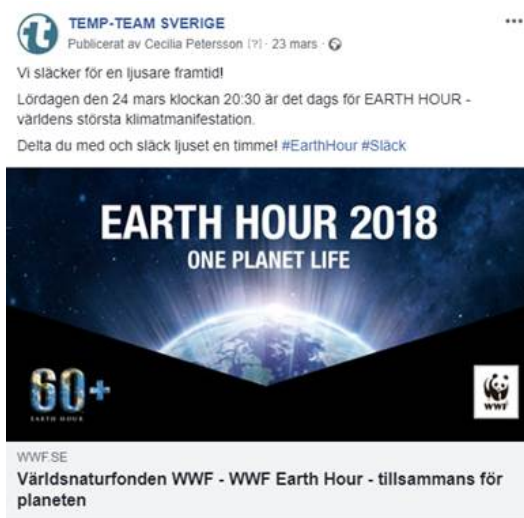 TEMP-TEAM SVERIGE
Publicerat av Cecilia Petersson [?] · 23 mars ·
Vi släcker för en ljusare framtid!
Lördagen den 24 mars klockan 20:30 är det dags för EARTH HOUR -
världens största klimatmanifestation.
Delta du med och släck ljuset en timme! #EarthHour #Släck
EARTH HOUR 2018
ONE PLANET LIFE
60+
EARTH HOUR
WWF
WWF.SE
Världsnaturfonden WWF - WWF Earth Hour - tillsammans för
planeten